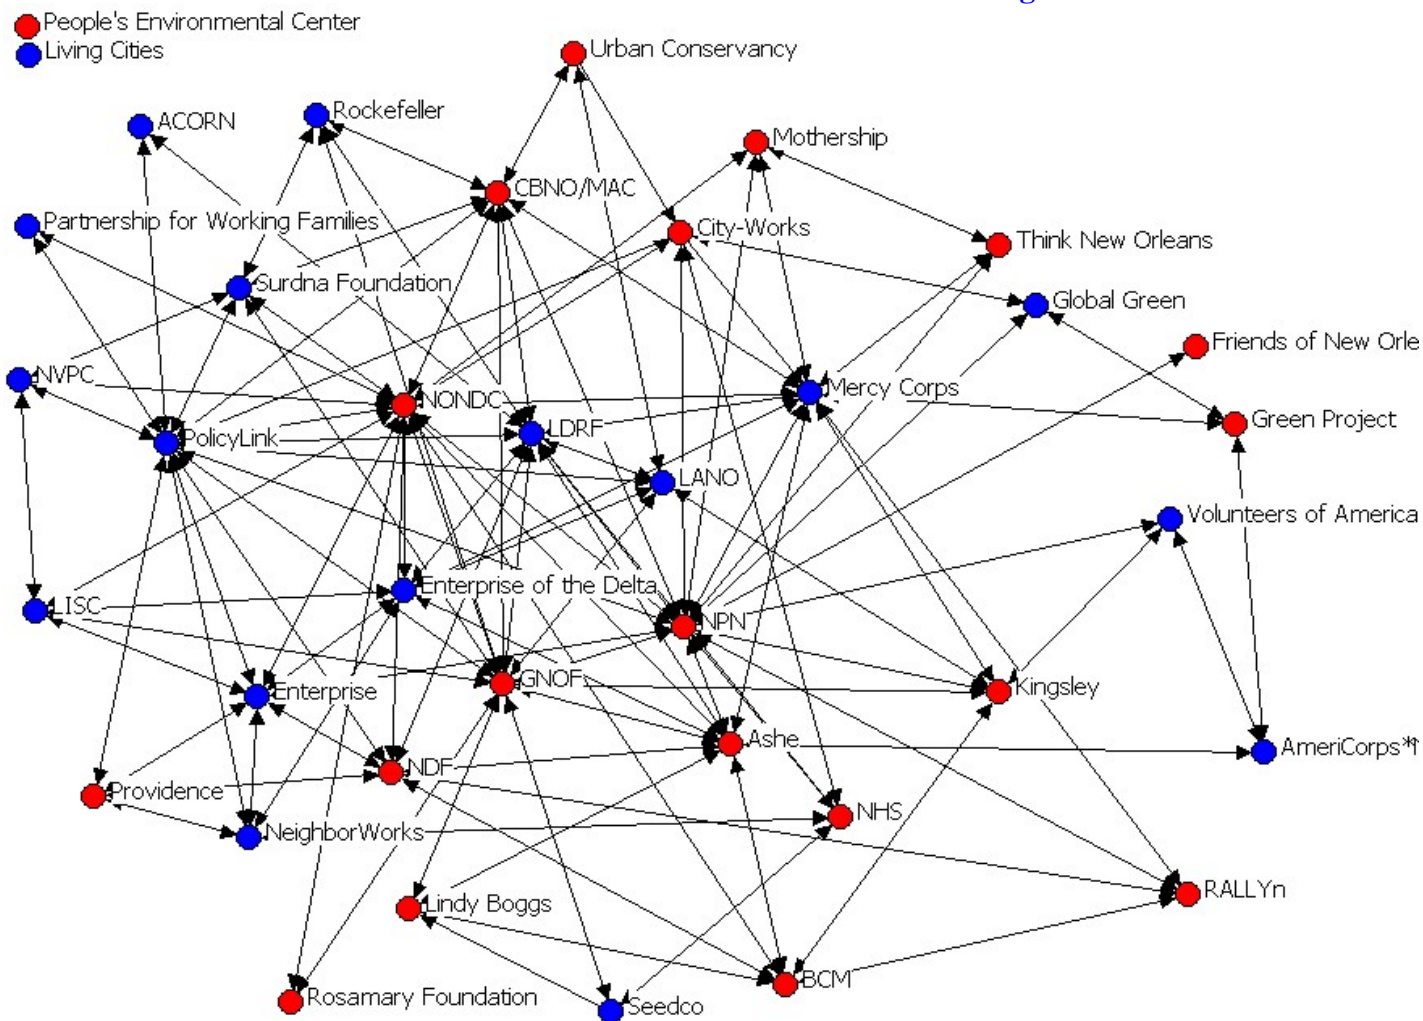 People's Environmental Center
Living Cities
Urban Conservancy
ACORN
Rockefeller
Mothership
CBNO/MAC
Partnership for Working Families
City-Works
Think New Orleans
Surdna Foundation
Global Green
Friends of New Orle
NVPC
NONDC
Mercy Corps
PolicyLink
LDRF
Green Project
LANO
Volunteers of America
Enterprise of the Delta
LISC
NPN
GNOF
Enterprise
Kingsley
Ashe
AmeriCorps*
NDF
Providence
NHS
NeighborWorks
RALLYn
Lindy Boggs
BCM
Rosamary Foundation
Seedco